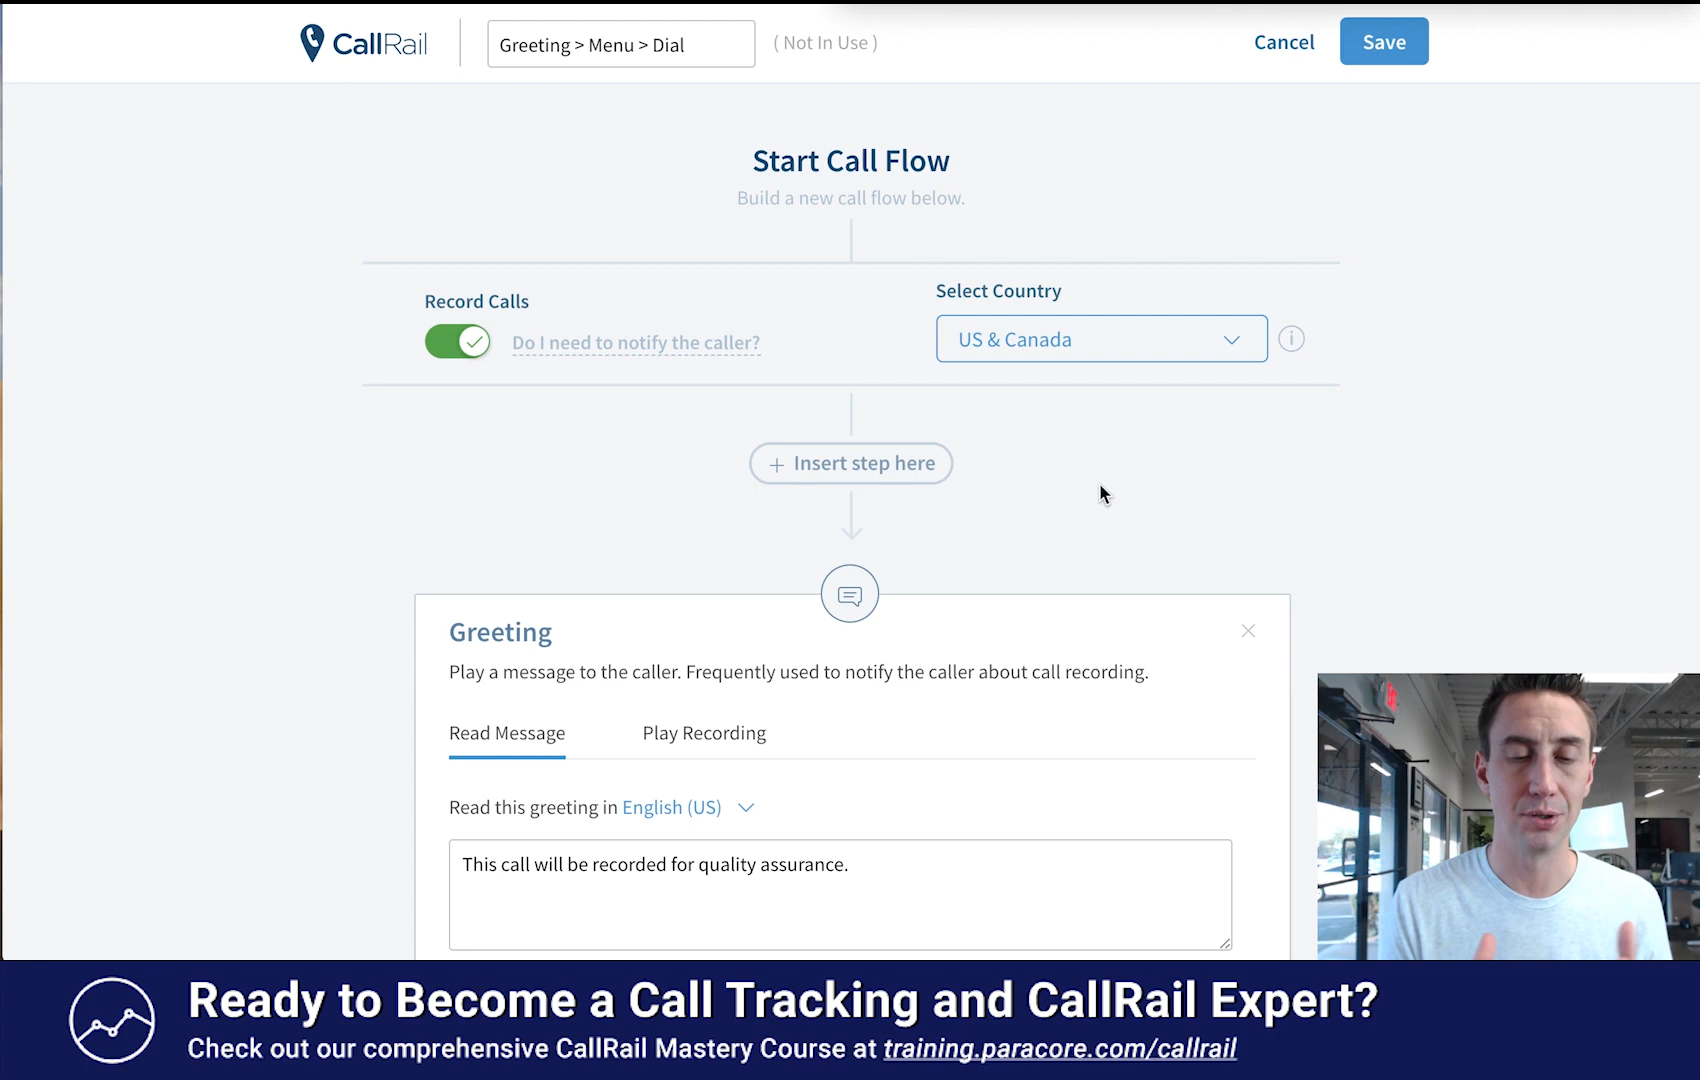 CallRail
Greeting > Menu > Dial
( Not In Use )
Cancel
Save
Start Call Flow
Build a new call flow below.
Record Calls
Do I need to notify the caller?
Select Country
US & Canada
+ Insert step here
Greeting
Play a message to the caller. Frequently used to notify the caller about call recording.
Read Message
Play Recording
Read this greeting in English (US)
This call will be recorded for quality assurance.
Ready to Become a Call Tracking and CallRail Expert?
Check out our comprehensive CallRail Mastery Course at training.paracore.com/callrail